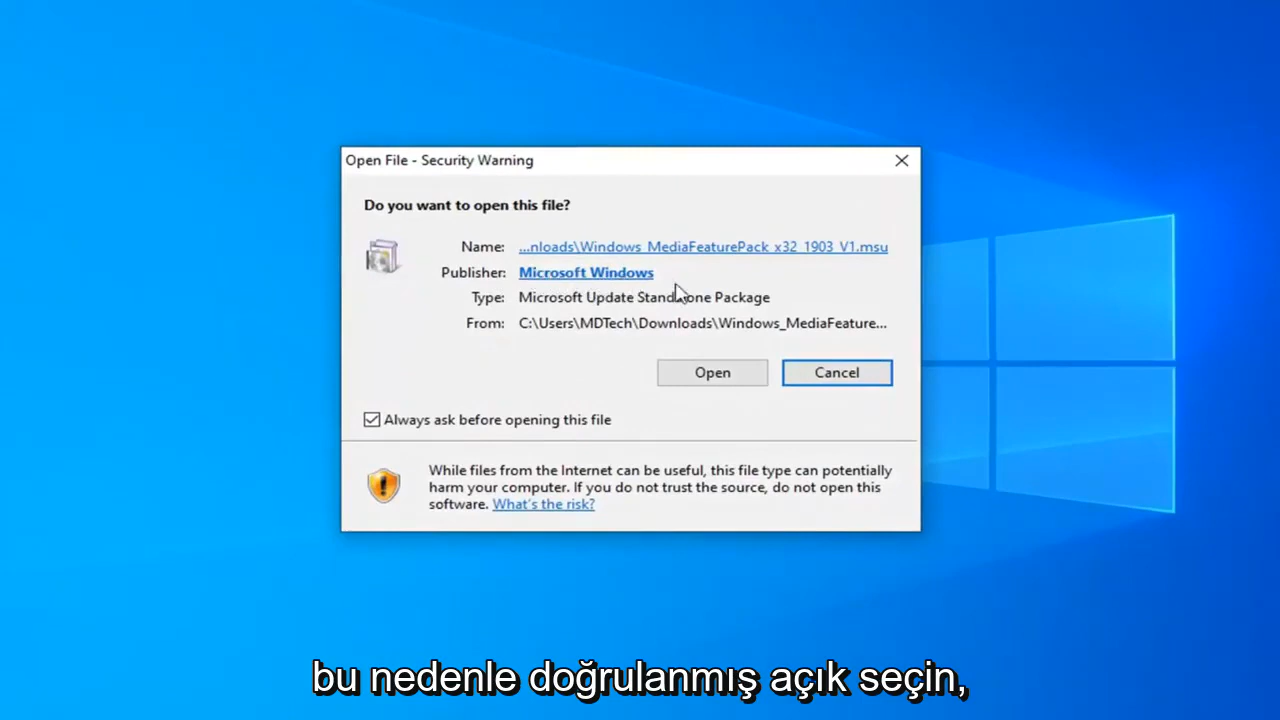 Open File - Security Warning
Do you want to open this file?
Name: ...nloads\Windows_MediaFeaturePack_x32_1903_V1.msu
Publisher: Microsoft Windows
Type: Microsoft Update Standalone Package
From: C:\Users\MDTech\Downloads\Windows_MediaFeature...
Open Cancel
Always ask before opening this file
While files from the Internet can be useful, this file type can potentially
harm your computer. If you do not trust the source, do not open this
software. What's the risk?
bu nedenle doğrulanmış açık seçin,